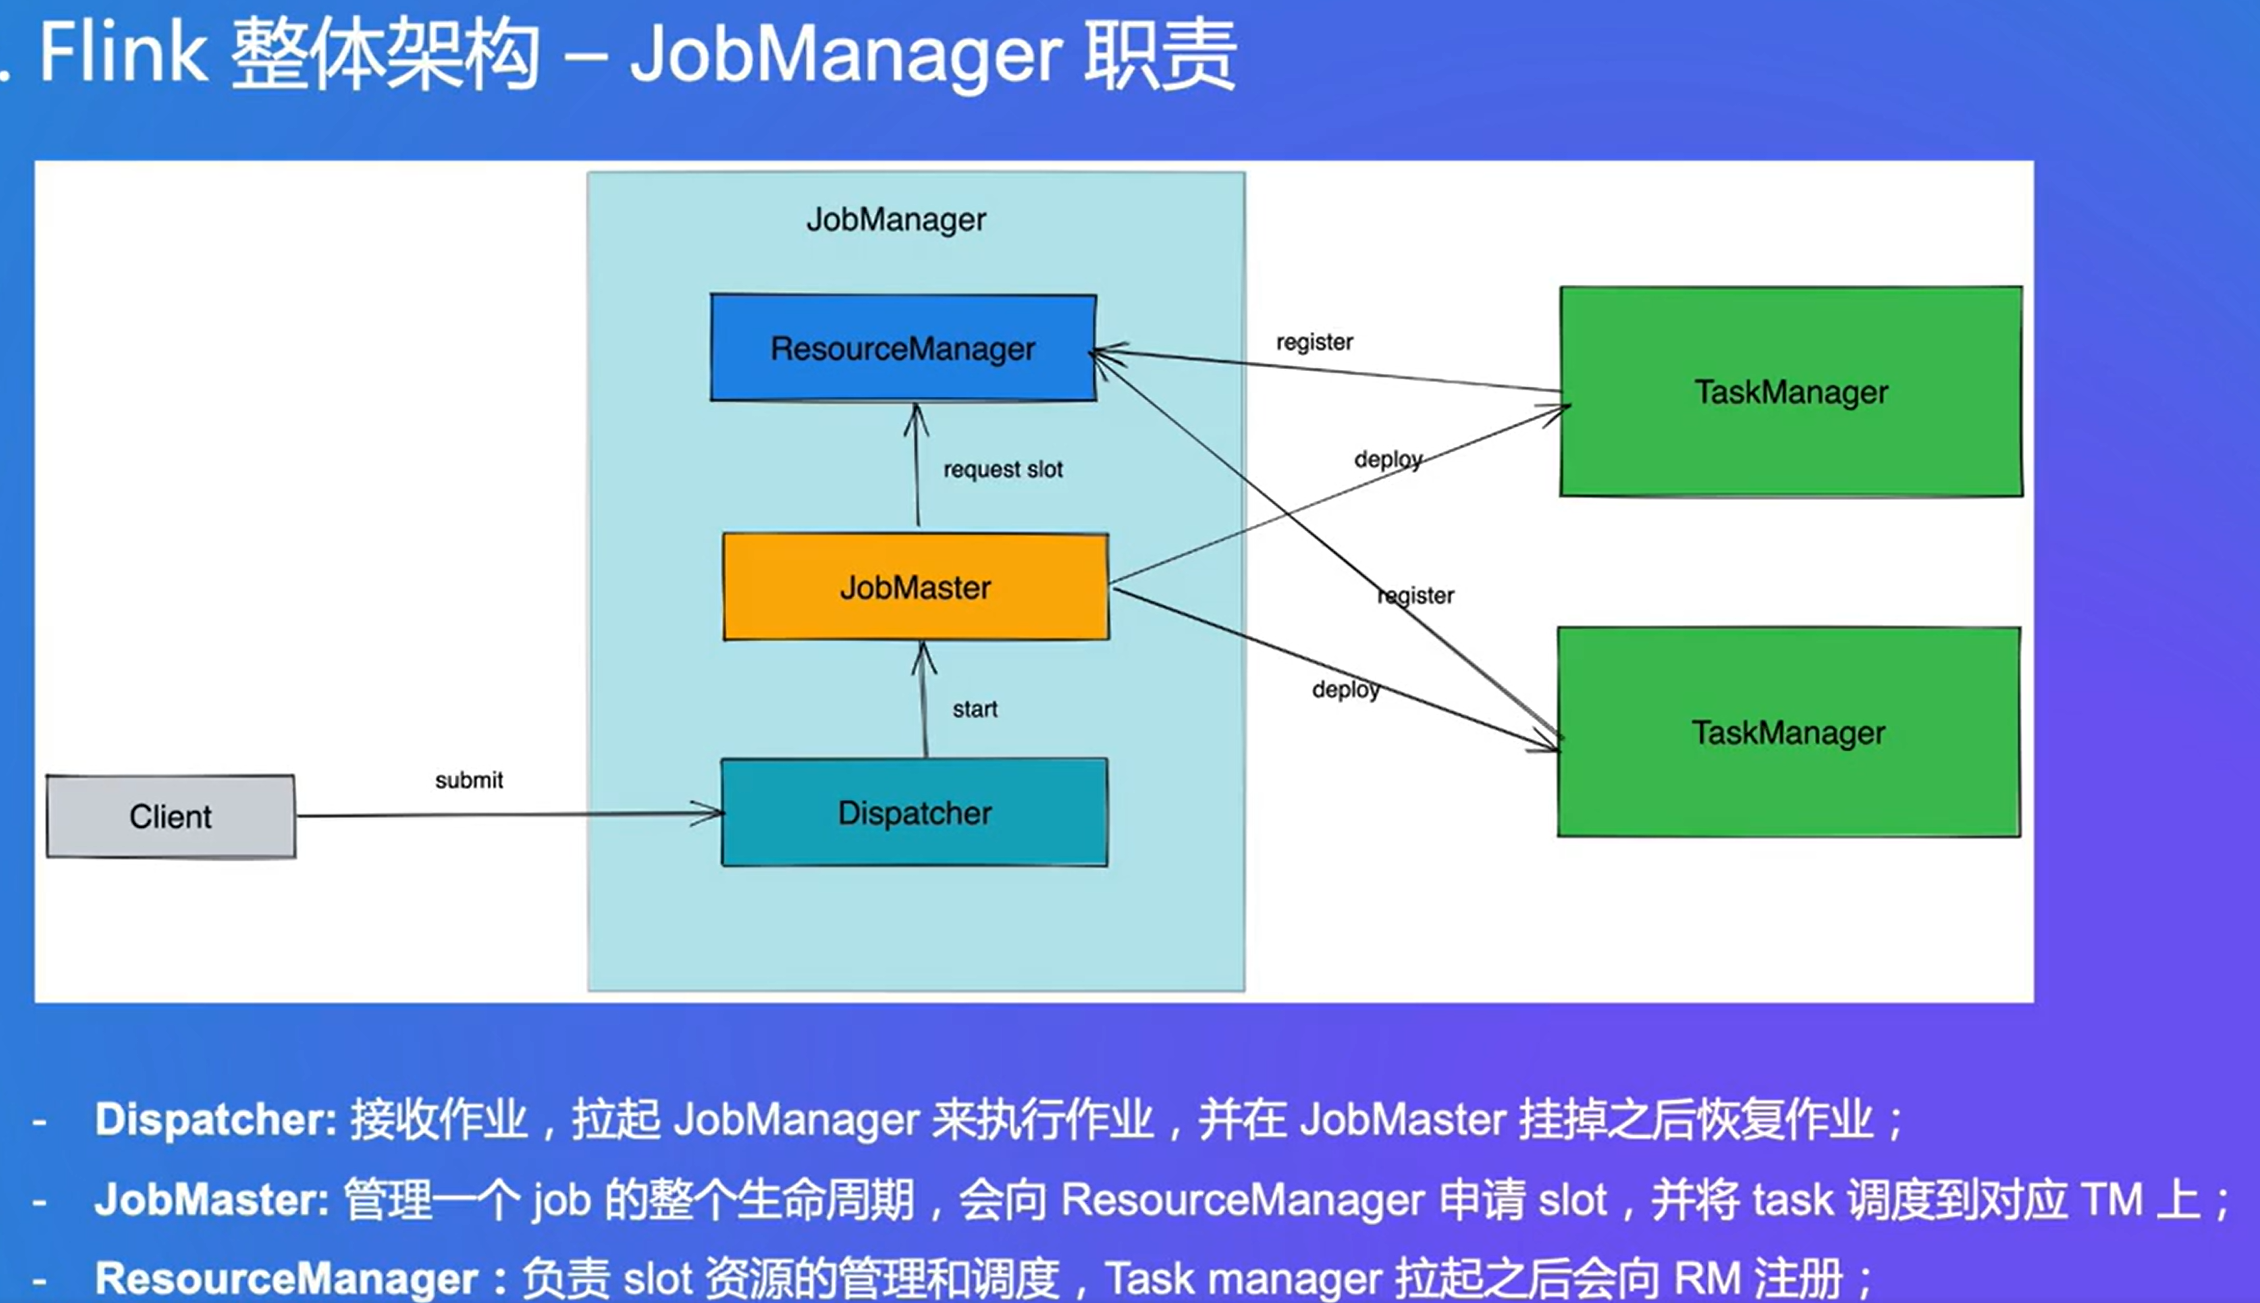 . Flink 整体架构 – JobManager 职责
JobManager
ResourceManager
register
TaskManager
deploy
request slot
JobMaster
register
deploy
start
TaskManager
submit
Client
Dispatcher
- Dispatcher: 接收作业，拉起 JobManager 来执行作业，并在 JobMaster 挂掉之后恢复作业；
- JobMaster: 管理一个 job 的整个生命周期，会向 ResourceManager 申请 slot，并将 task 调度到对应 TM 上；
- ResourceManager：负责 slot 资源的管理和调度，Task manager 拉起之后会向 RM 注册；